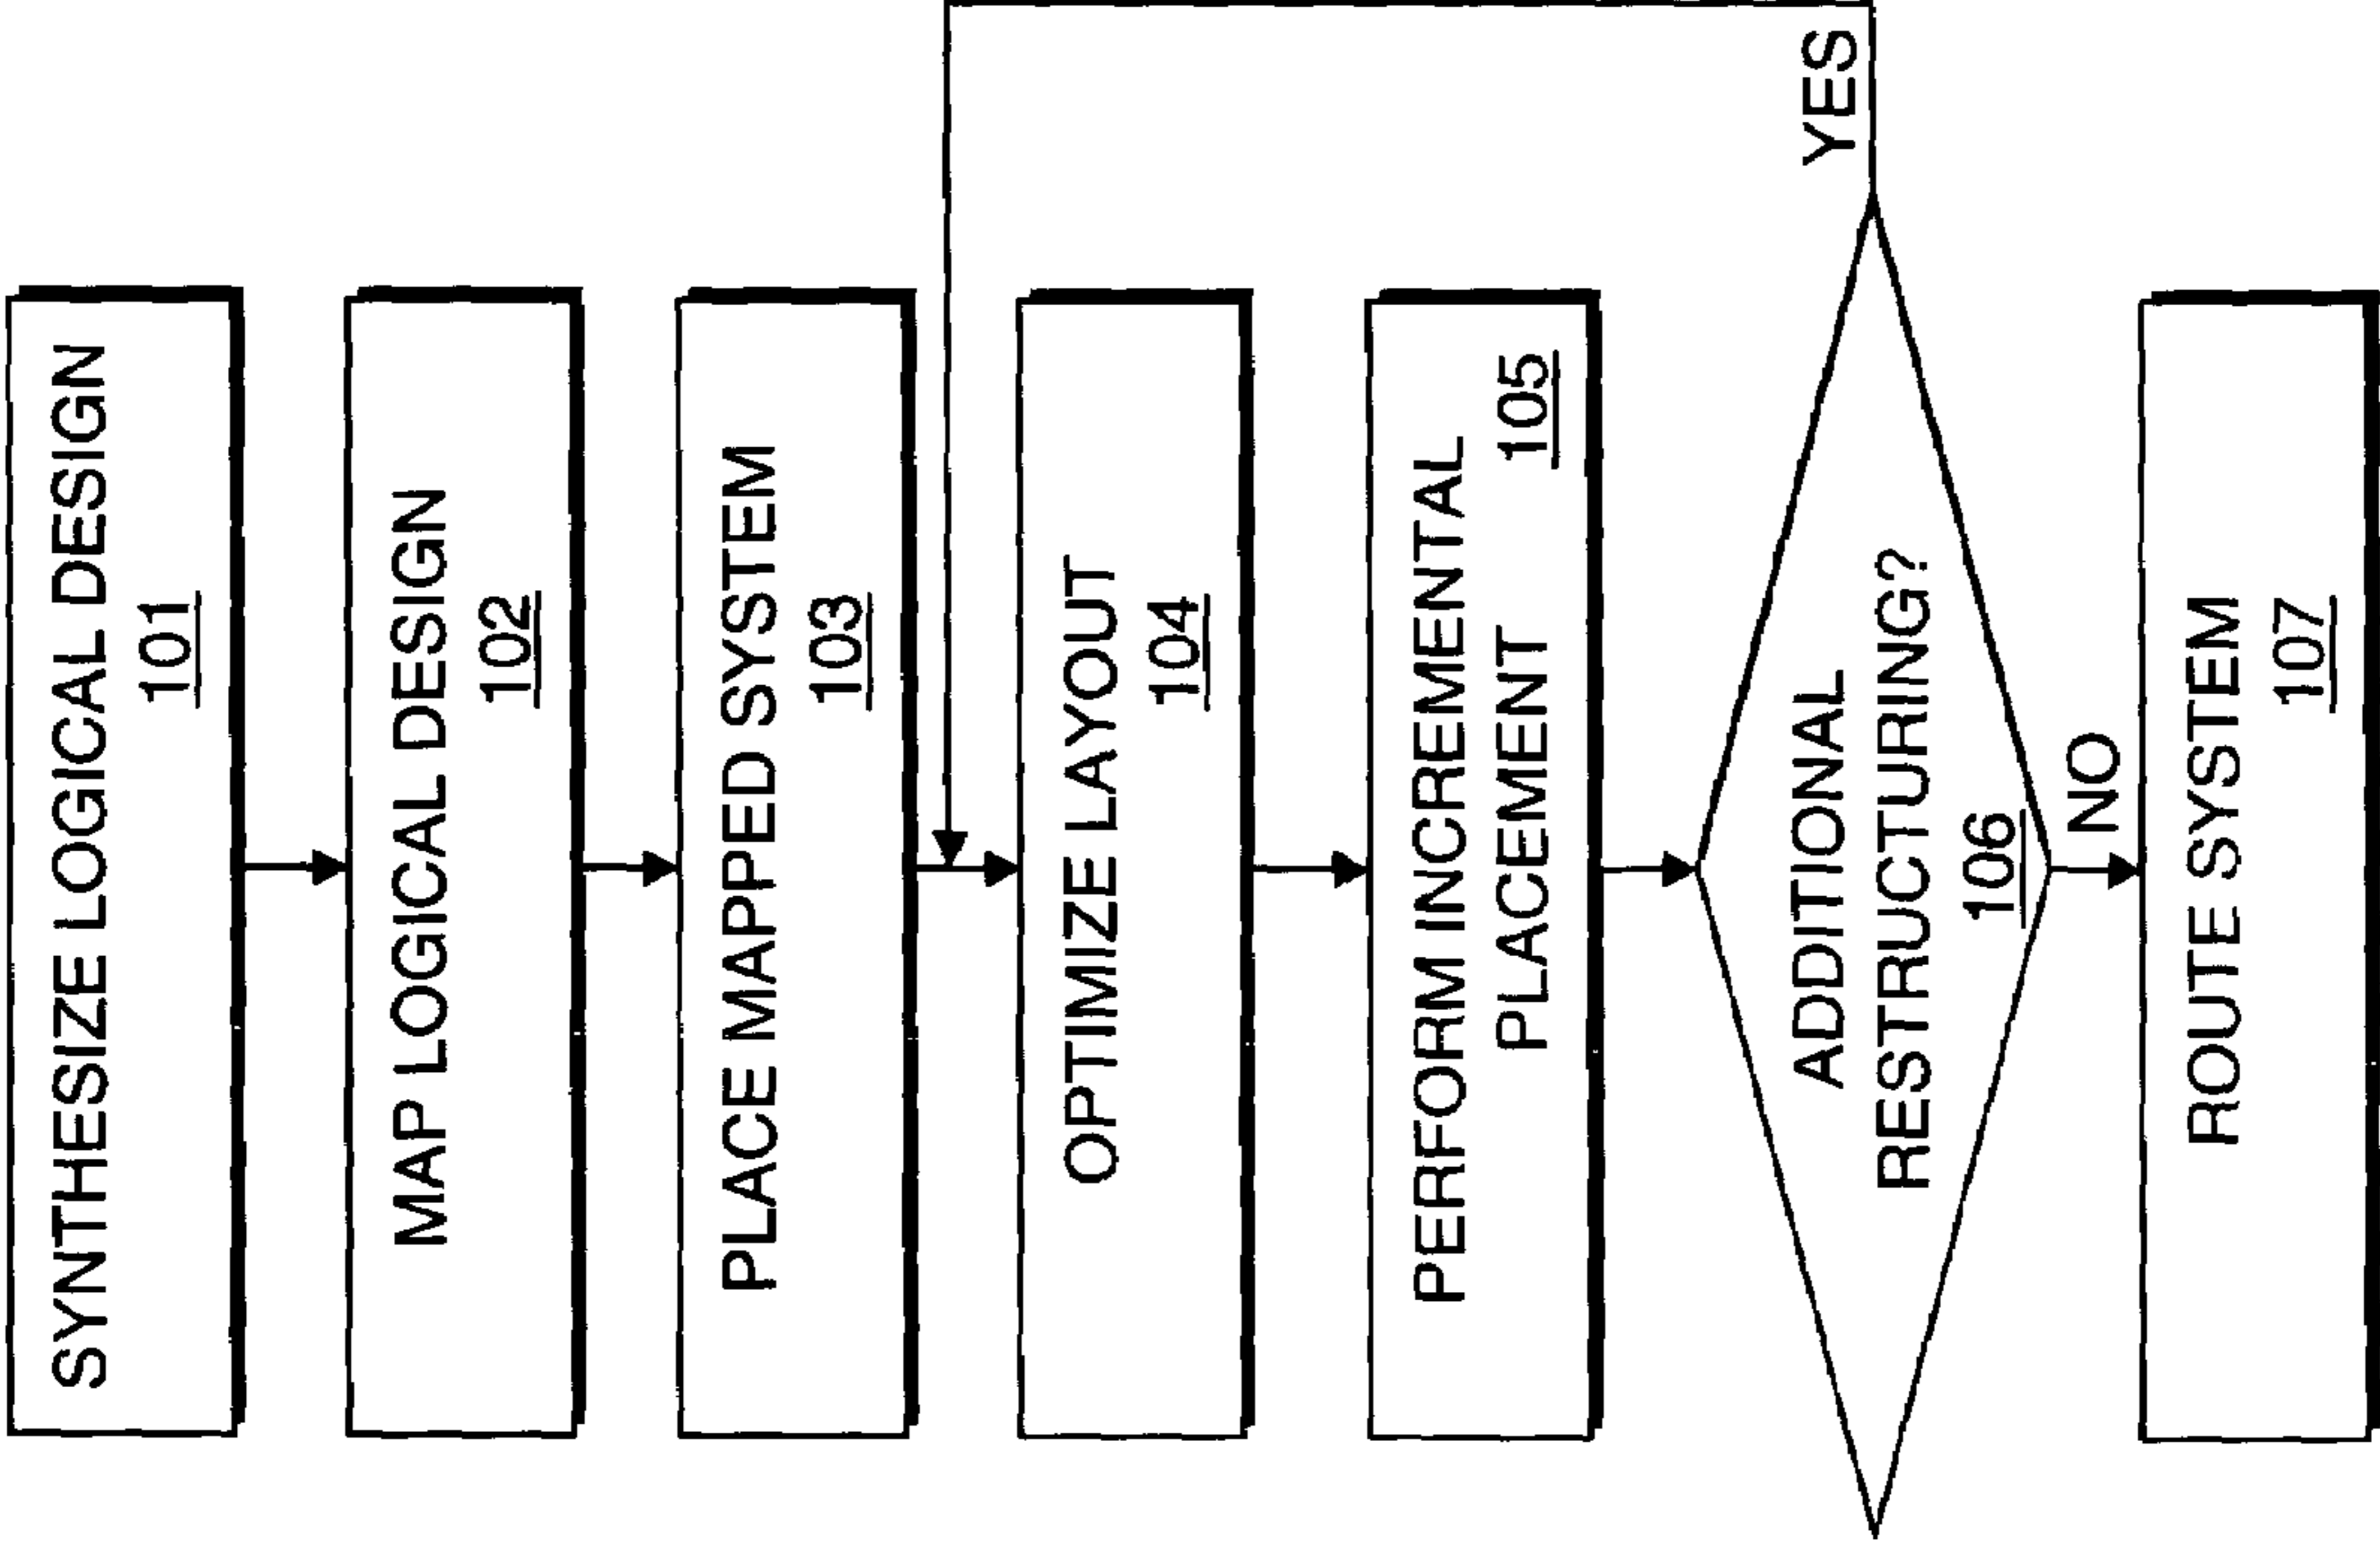 SYNTHESIZE LOGICAL DESIGN
101
MAP LOGICAL DESIGN
102
PLACE MAPPED SYSTEM
103
OPTIMIZE LAYOUT
104
PERFORM INCREMENTAL
PLACEMENT
105
ADDITIONAL
RESTRUCTURING?
106
YES
NO
ROUTE SYSTEM
107